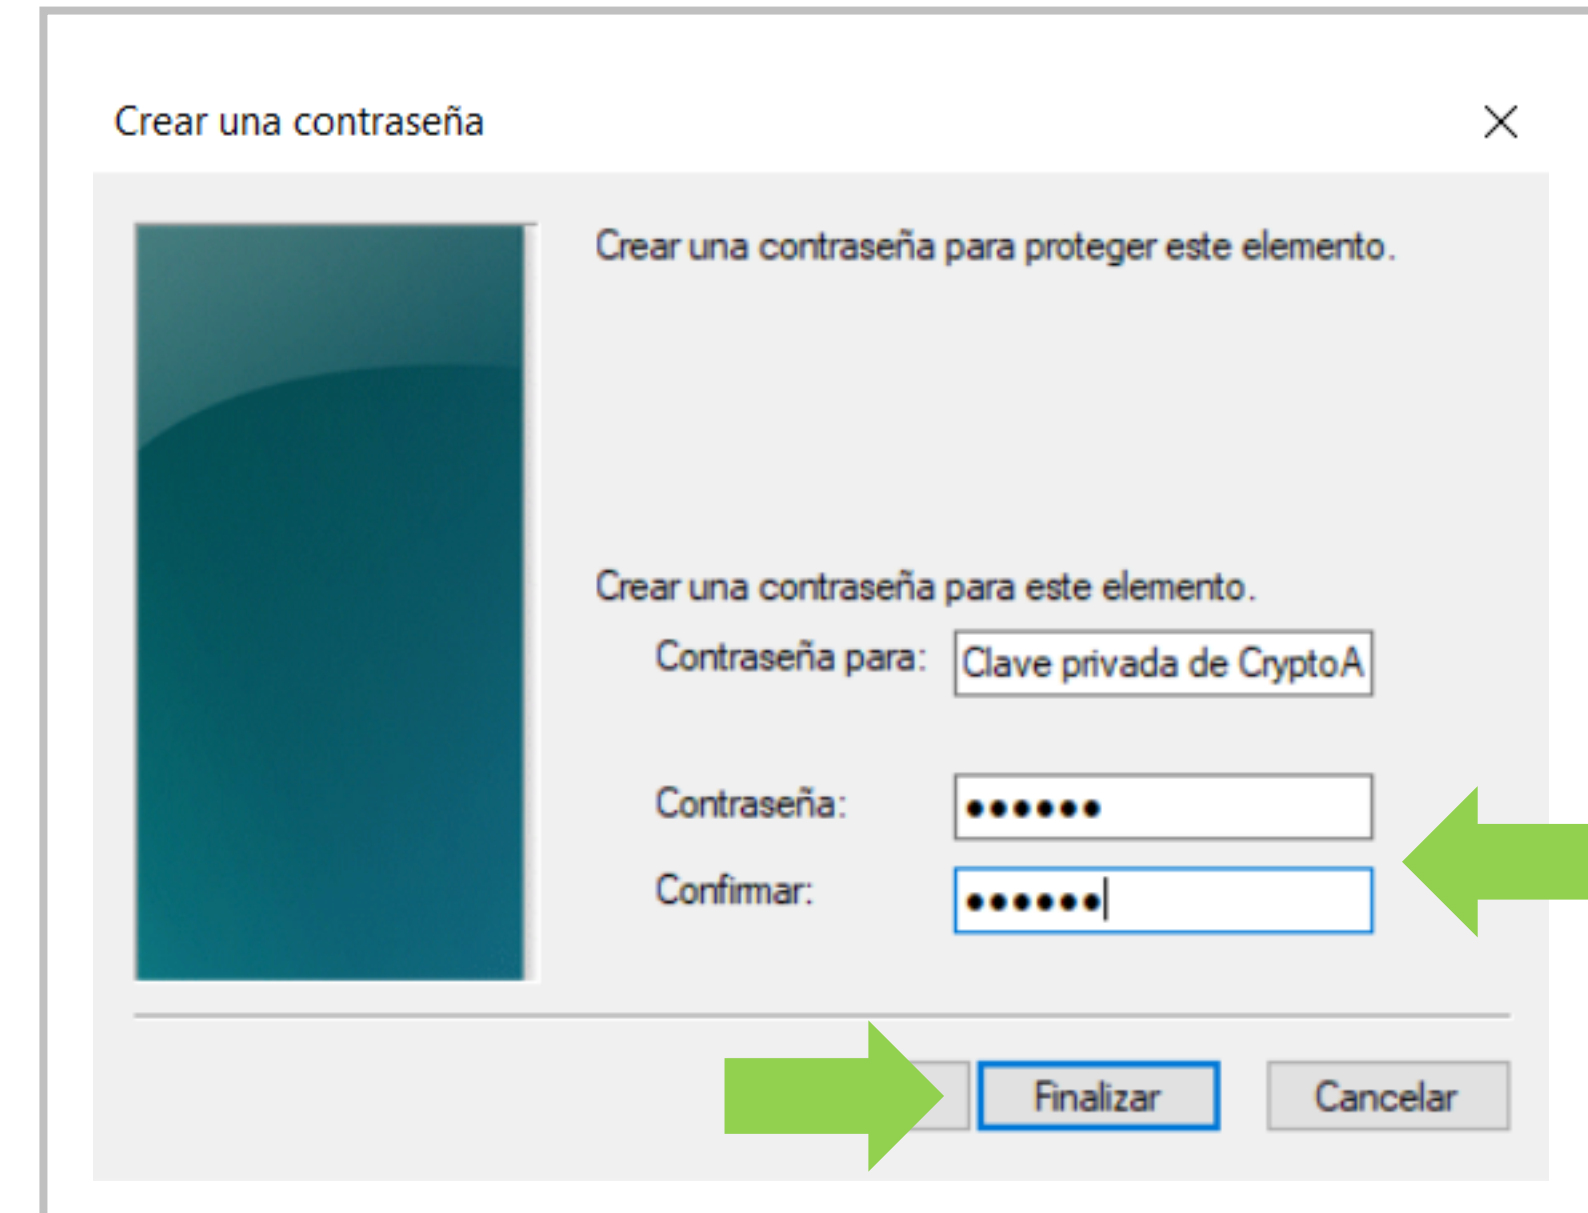 Crear una contraseña
Crear una contraseña para proteger este elemento.
Crear una contraseña para este elemento.
Contraseña para: Clave privada de CryptoA
Contraseña: ●●●●●●
Confirmar: ●●●●●●
Finalizar Cancelar